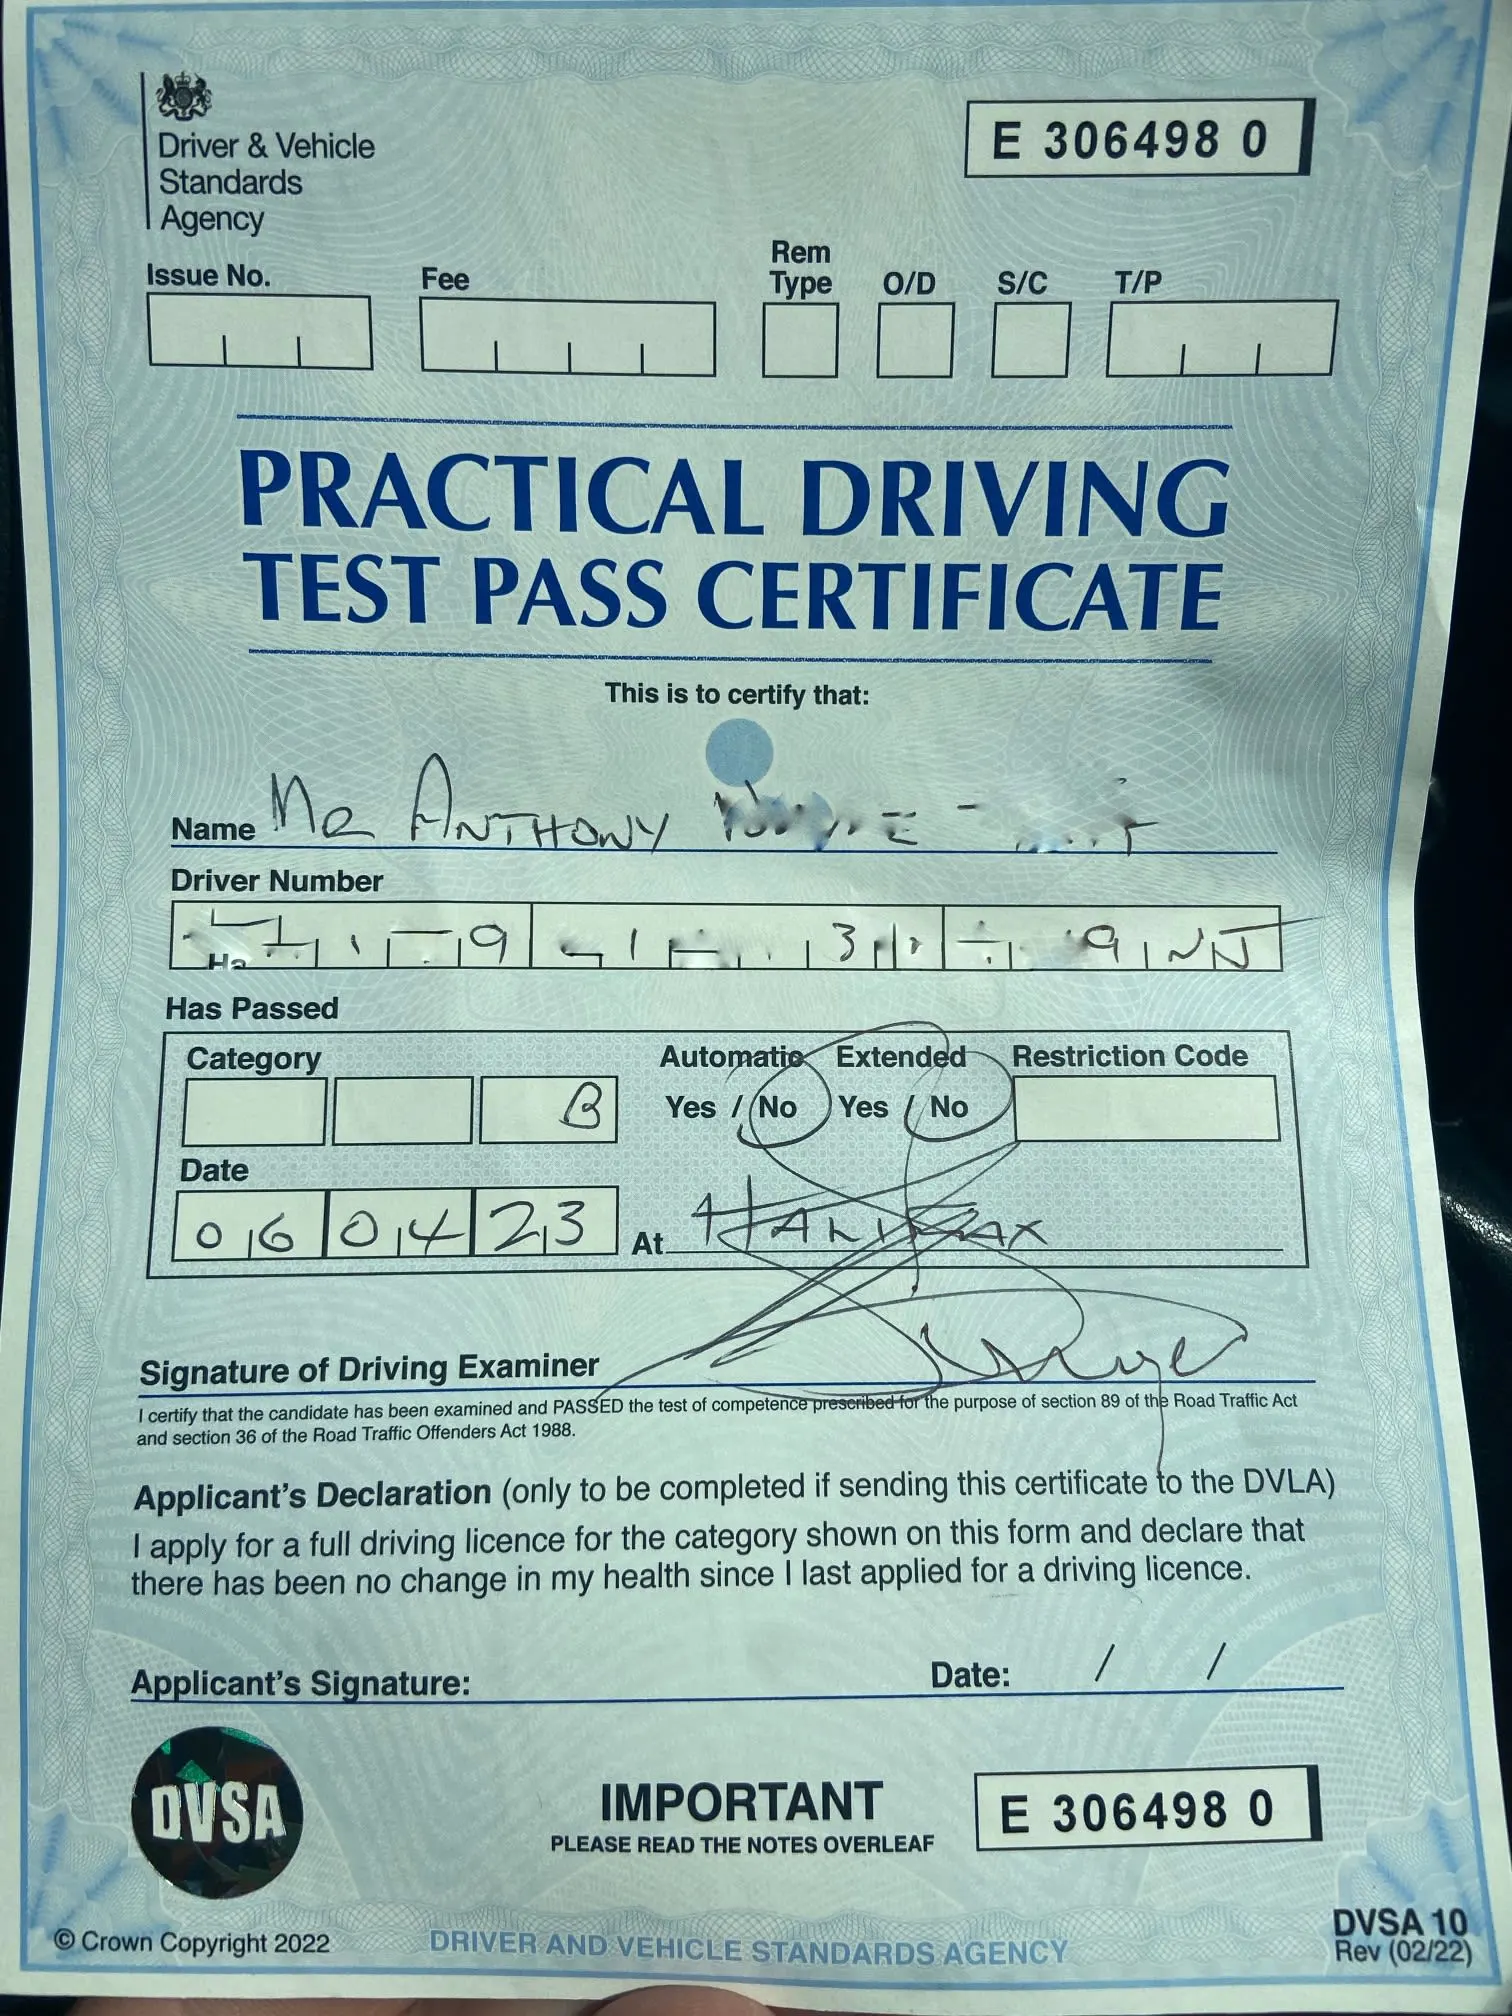 Driver & Vehicle
Standards
Agency
E 306498 0
Issue No. Fee Rem Type O/D S/C T/P
PRACTICAL DRIVING
TEST PASS CERTIFICATE
This is to certify that:
Name Mr ANTHONY
Driver Number
Has Passed
Category Automatic Extended Restriction Code
B Yes / No Yes / No
Date
06 04 23 At HALIFAX
Signature of Driving Examiner
I certify that the candidate has been examined and PASSED the test of competence prescribed for the purpose of section 89 of the Road Traffic Act
and section 36 of the Road Traffic Offenders Act 1988.
Applicant's Declaration (only to be completed if sending this certificate to the DVLA)
I apply for a full driving licence for the category shown on this form and declare that
there has been no change in my health since I last applied for a driving licence.
Applicant's Signature: Date: / /
DVSA
IMPORTANT
PLEASE READ THE NOTES OVERLEAF
E 306498 0
© Crown Copyright 2022
DRIVER AND VEHICLE STANDARDS AGENCY
DVSA 10
Rev (02/22)